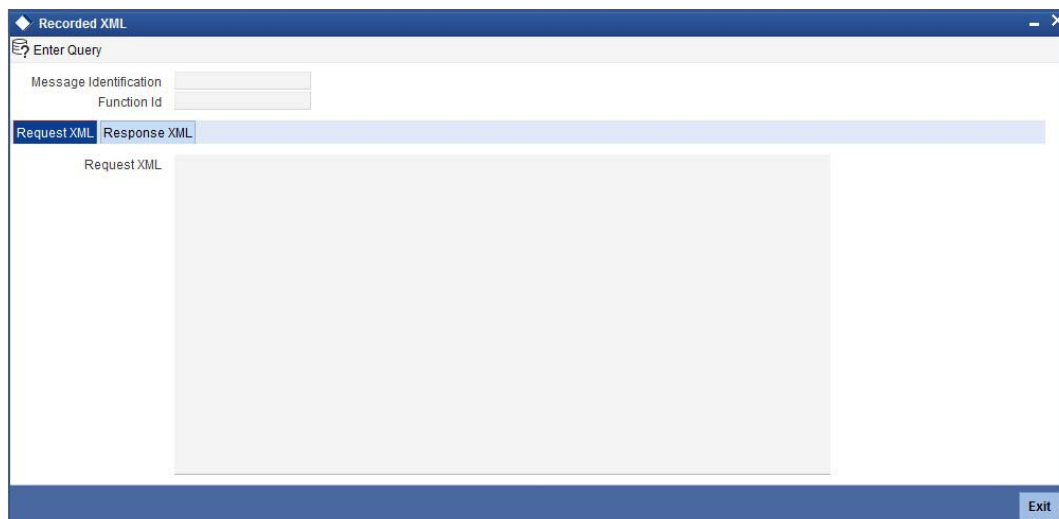 Recorded XML
Enter Query
Message Identification
Function Id
Request XML Response XML
Request XML
Exit